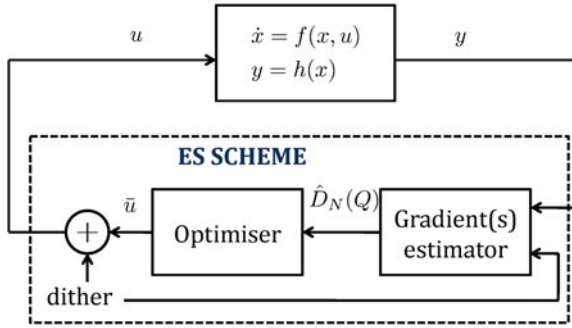 u
ẋ = f(x, u)
y = h(x)
y
ES SCHEME
ū
D̂_N(Q)
+
Optimiser
Gradient(s)
estimator
dither